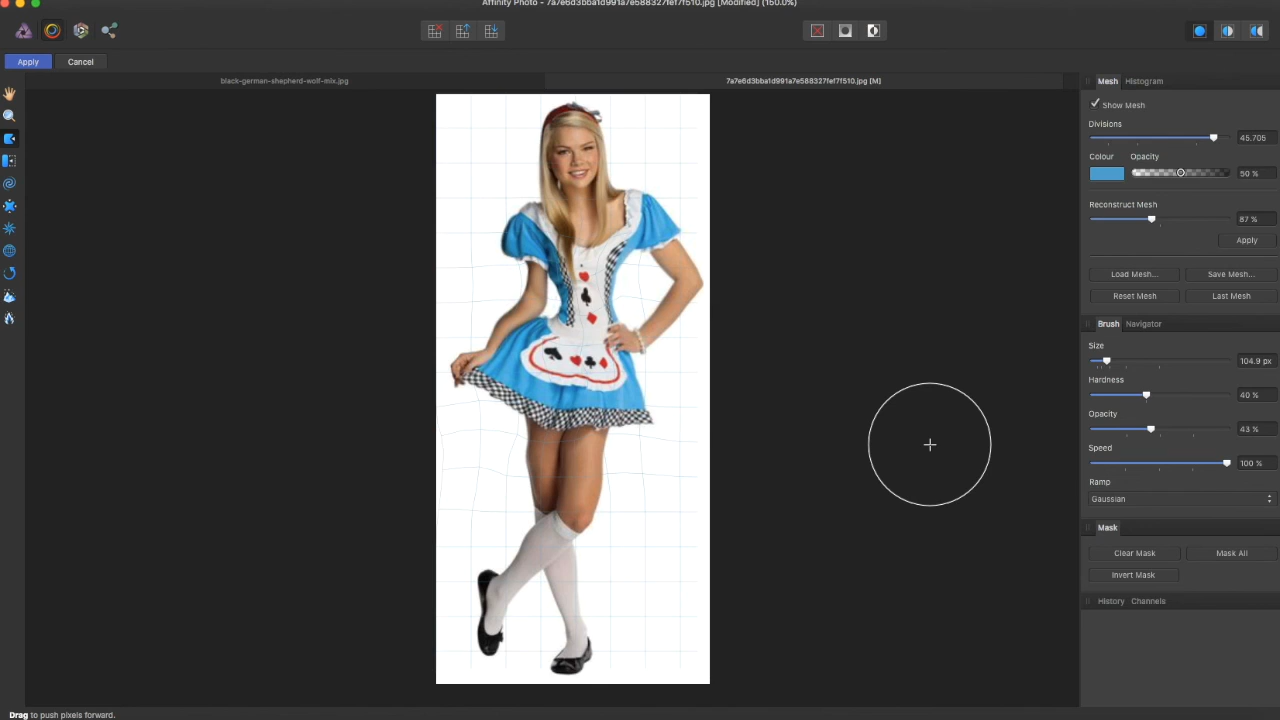 Affinity Photo - 7a7e6d3bba1d991a7e588327fef7f510.jpg [Modified] (150.0%)
Apply
Cancel
black-german-shepherd-wolf-mix.jpg
7a7e6d3bba1d991a7e588327fef7f510.jpg [M]
Mesh
Histogram
Show Mesh
Divisions
45.705
Colour
Opacity
50 %
Reconstruct Mesh
87 %
Apply
Load Mesh...
Save Mesh...
Reset Mesh
Last Mesh
Brush
Navigator
Size
104.9 px
Hardness
40 %
Opacity
43 %
Speed
100 %
Ramp
Gaussian
Mask
Clear Mask
Mask All
Invert Mask
History
Channels
Drag to push pixels forward.